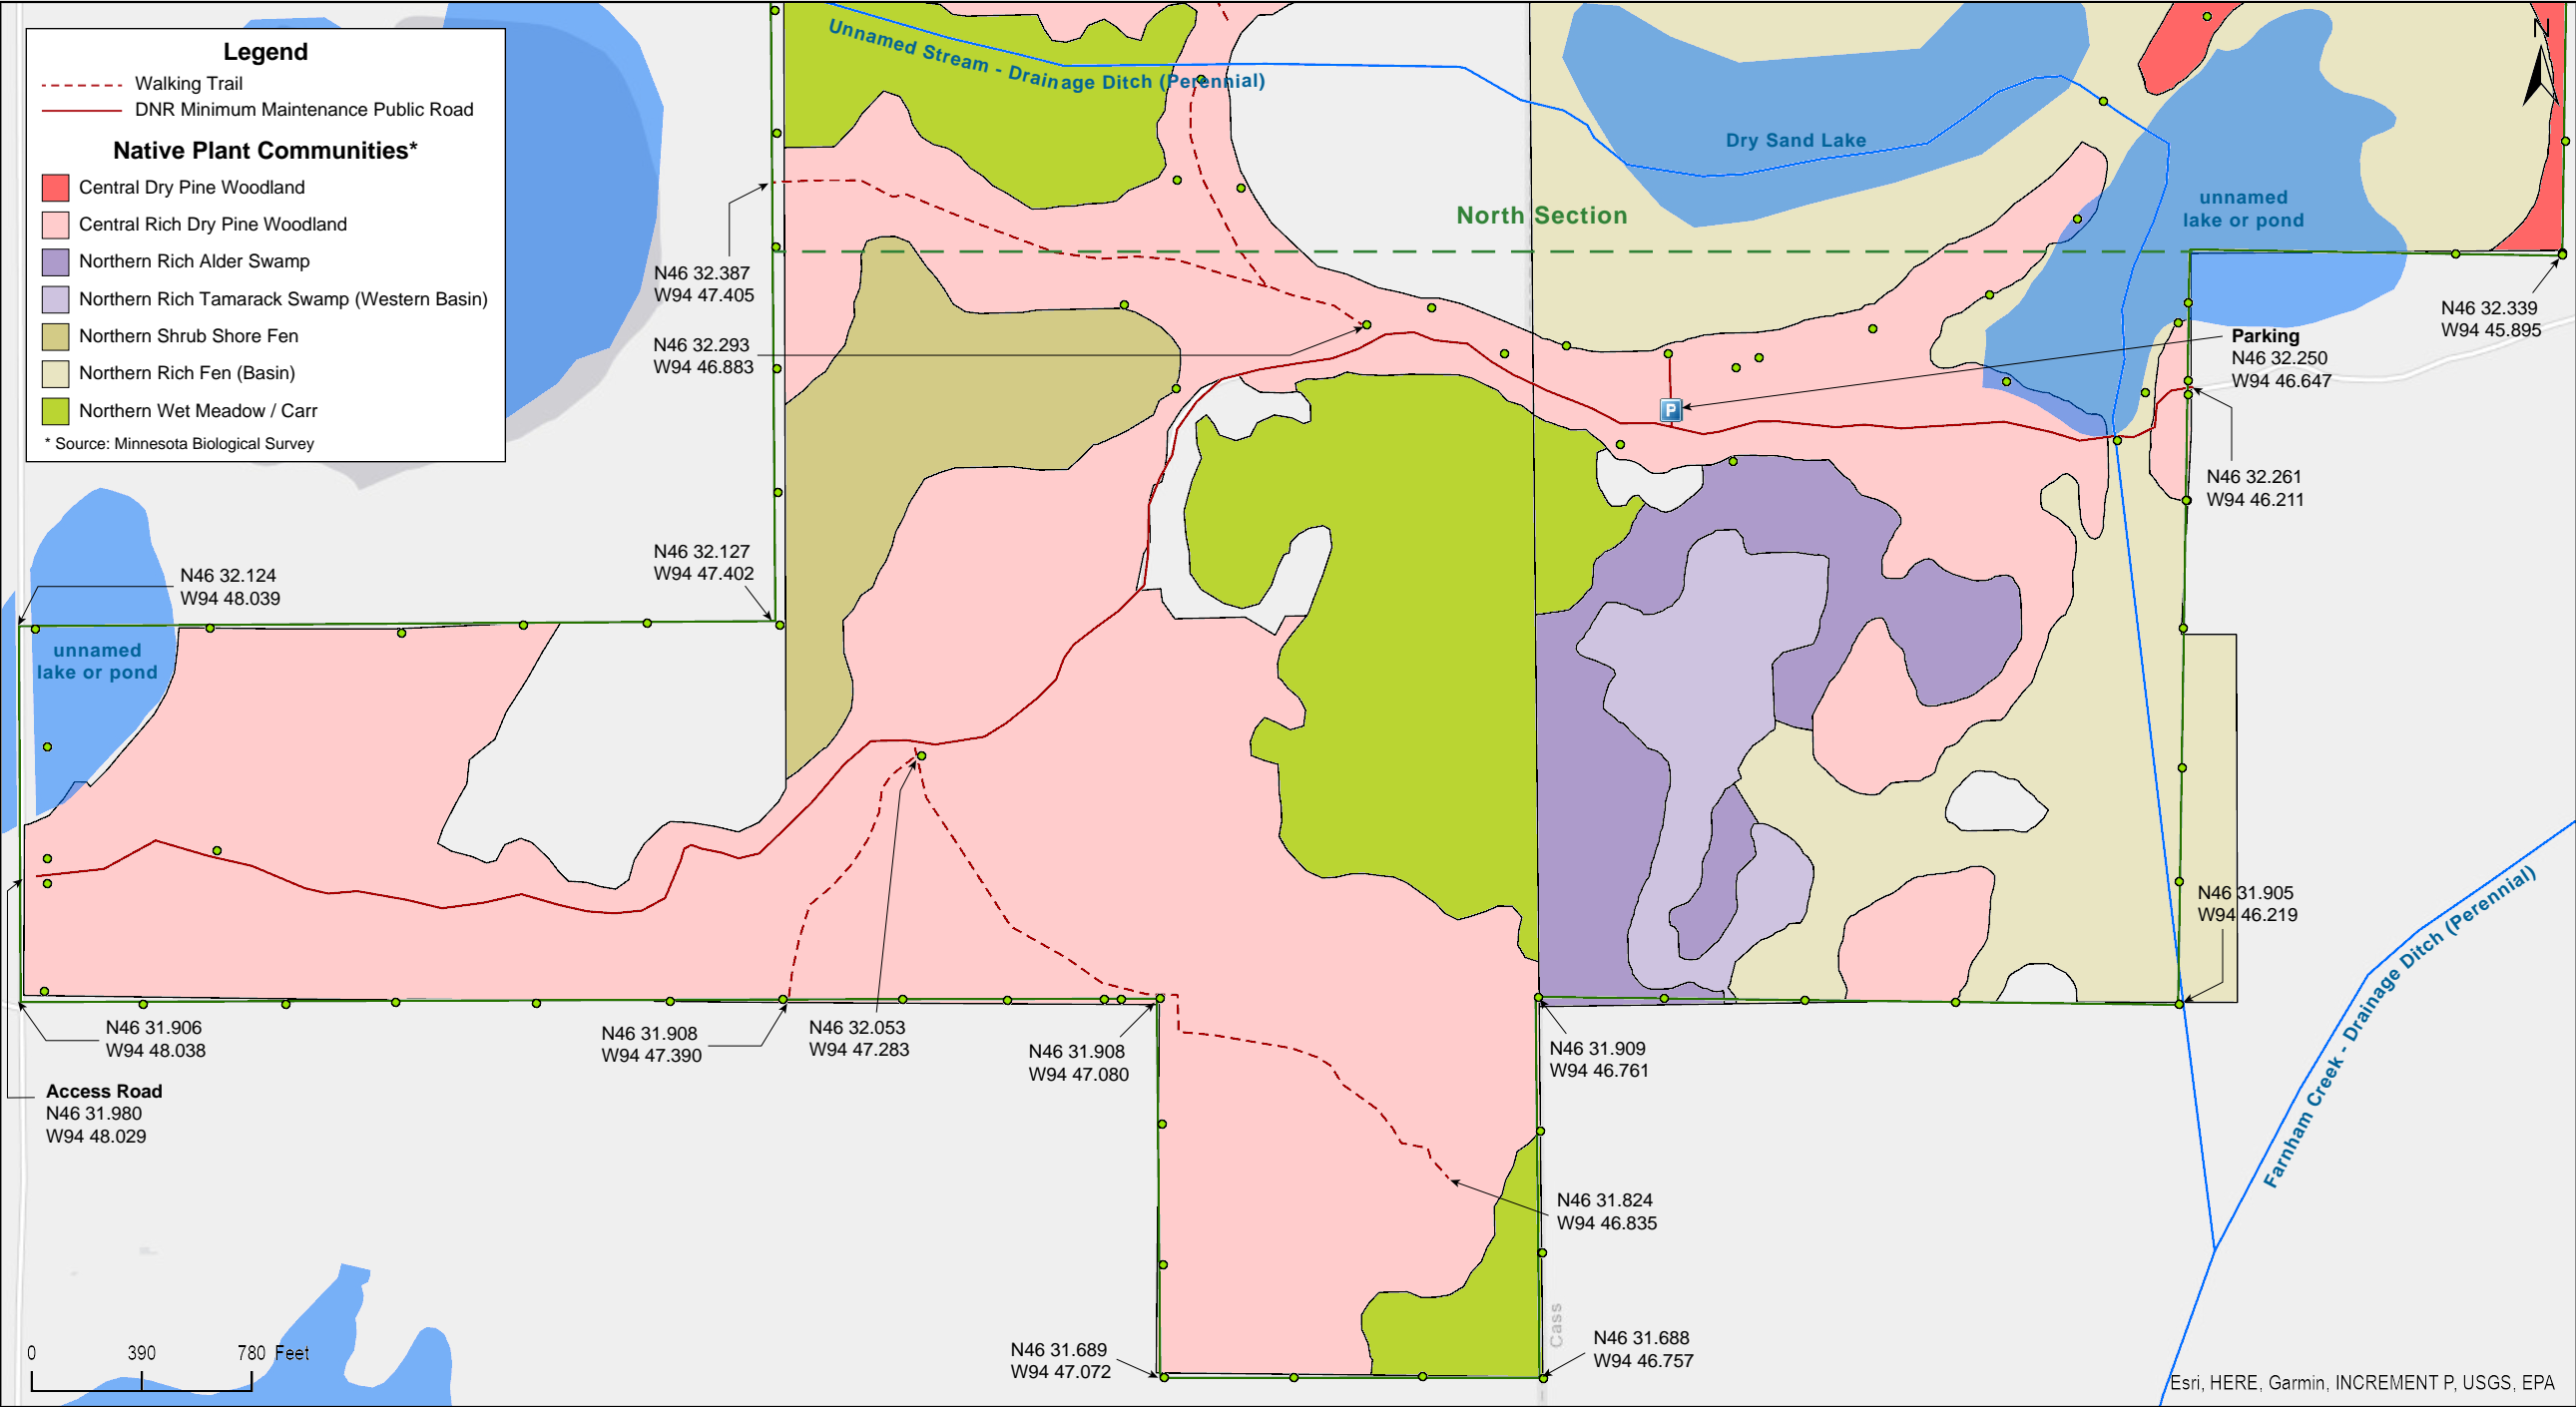 Legend
Walking Trail
DNR Minimum Maintenance Public Road
Native Plant Communities*
Central Dry Pine Woodland
Central Rich Dry Pine Woodland
Northern Rich Alder Swamp
Northern Rich Tamarack Swamp (Western Basin)
Northern Shrub Shore Fen
Northern Rich Fen (Basin)
Northern Wet Meadow / Carr
* Source: Minnesota Biological Survey
Unnamed Stream - Drainage Ditch (Perennial)
N
Dry Sand Lake
North Section
unnamed
lake or pond
N46 32.387
W94 47.405
N46 32.339
W94 45.895
N46 32.293
W94 46.883
Parking
N46 32.250
W94 46.647
P
N46 32.261
W94 46.211
N46 32.127
W94 47.402
N46 32.124
W94 48.039
unnamed
lake or pond
N46 31.905
W94 46.219
N46 31.906
W94 48.038
N46 31.908
W94 47.390
N46 32.053
W94 47.283
N46 31.908
W94 47.080
N46 31.909
W94 46.761
Access Road
N46 31.980
W94 48.029
Farnham Creek - Drainage Ditch (Perennial)
N46 31.824
W94 46.835
Cass
N46 31.689
W94 47.072
N46 31.688
W94 46.757
0 390 780 Feet
Esri, HERE, Garmin, INCREMENT P, USGS, EPA